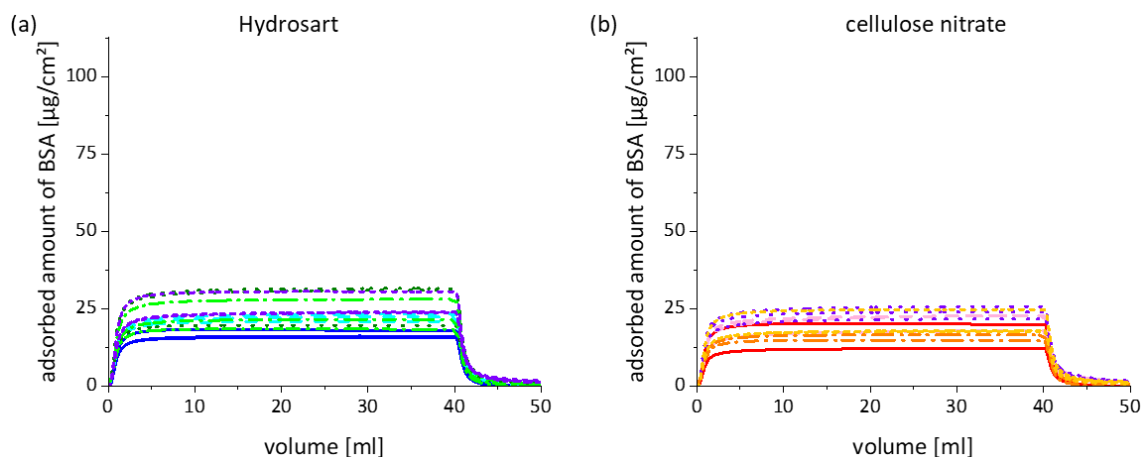 (a) Hydrosart
adsorbed amount of BSA [µg/cm²]
100
75
50
25
0
0 10 20 30 40 50
volume [ml]
(b) cellulose nitrate
adsorbed amount of BSA [µg/cm²]
100
75
50
25
0
0 10 20 30 40 50
volume [ml]